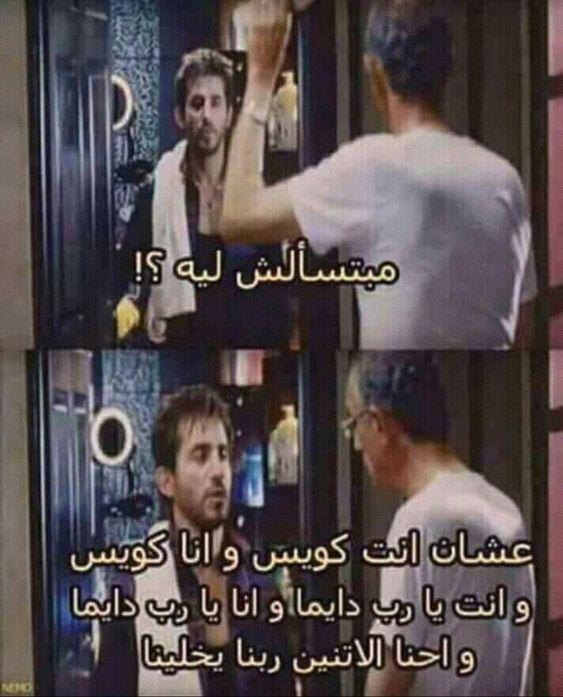 مبتسألش ليه ؟!
عشان انت كويس و انا كويس
و انت يا رب دايما و انا يا رب دايما
و احنا الاتنين ربنا يخلينا
NEMO